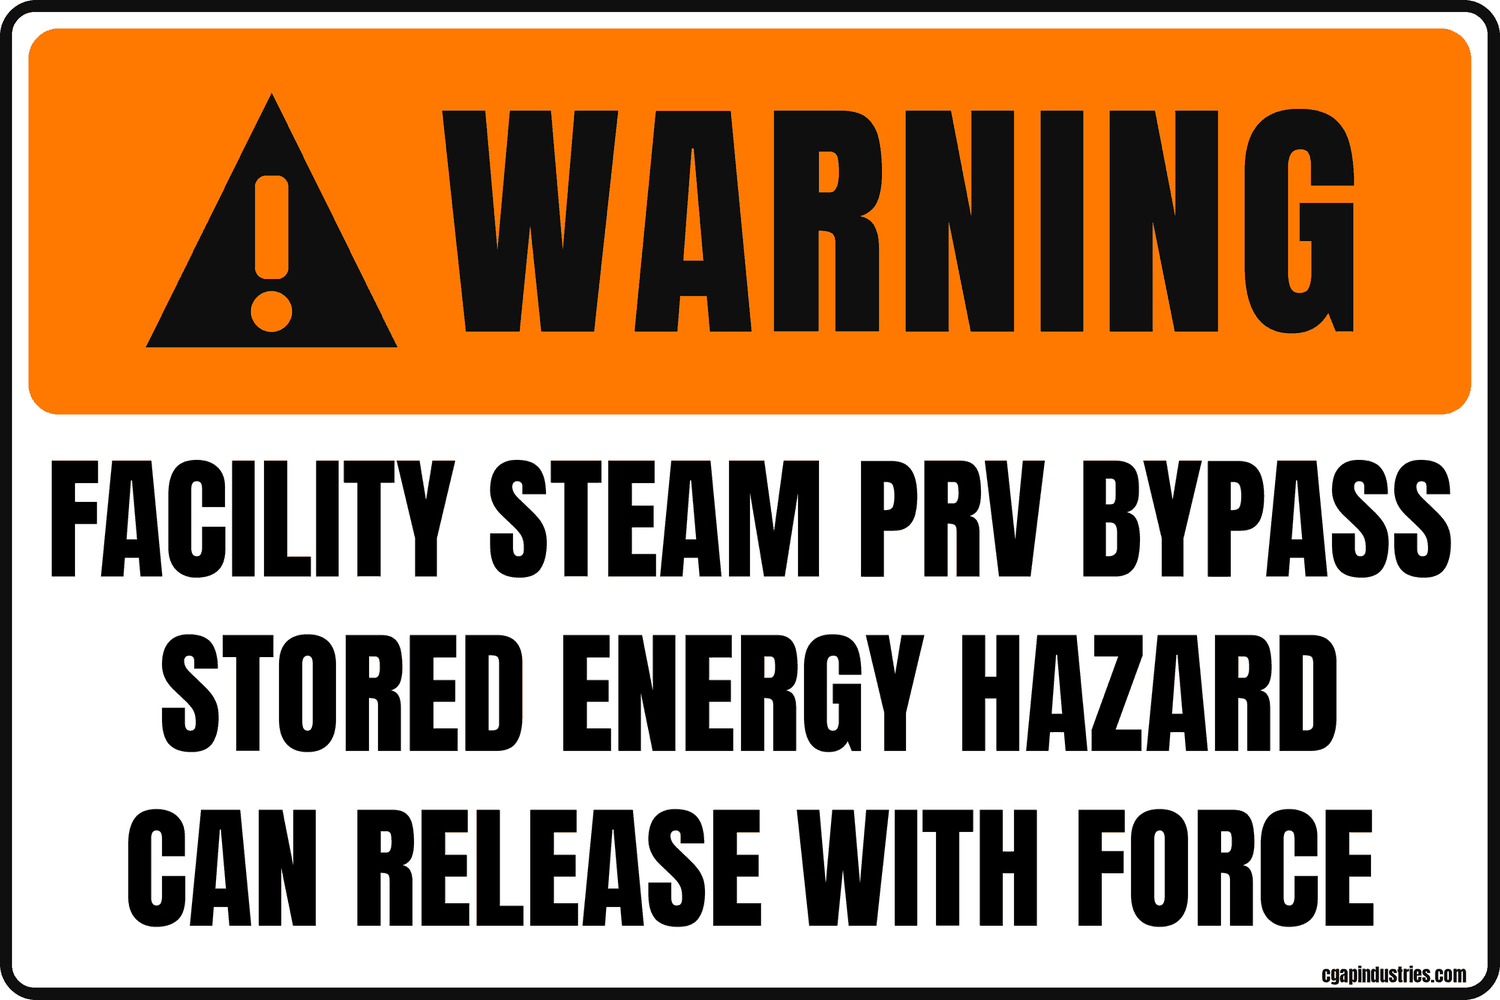 WARNING
FACILITY STEAM PRV BYPASS
STORED ENERGY HAZARD
CAN RELEASE WITH FORCE
cgapindustries.com